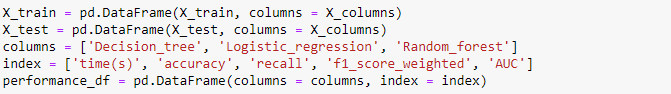 X_train = pd.DataFrame(X_train, columns = X_columns)
X_test = pd.DataFrame(X_test, columns = X_columns)
columns = ['Decision_tree', 'Logistic_regression', 'Random_forest']
index = ['time(s)', 'accuracy', 'recall', 'f1_score_weighted', 'AUC']
performance_df = pd.DataFrame(columns = columns, index = index)